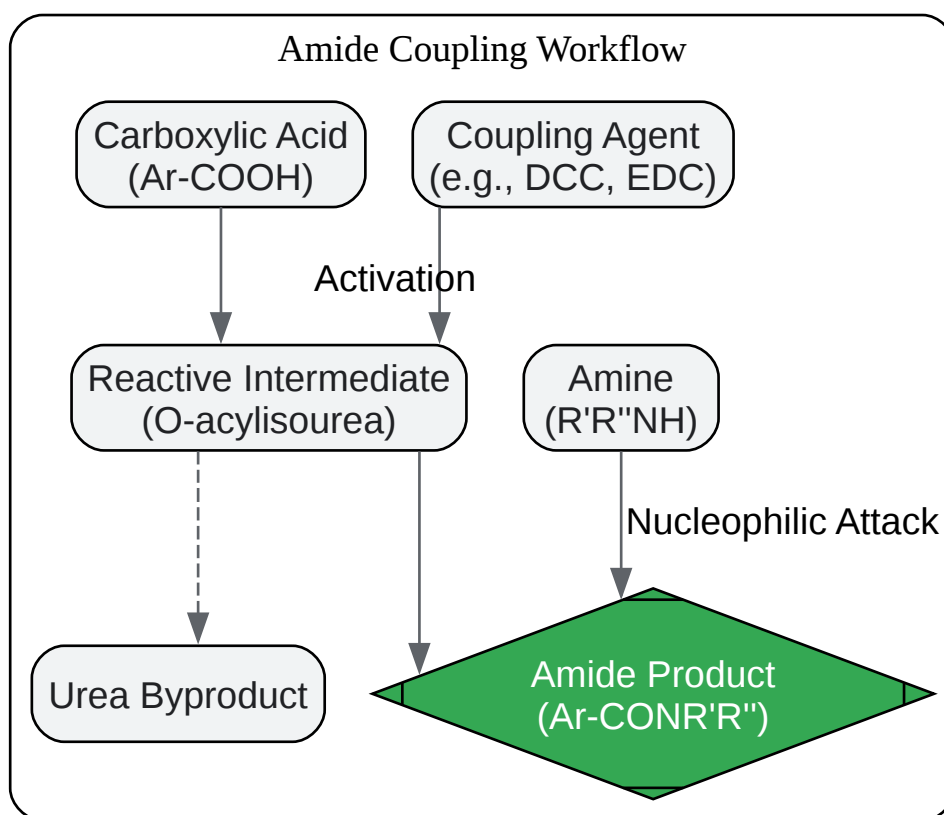 Amide Coupling Workflow
Carboxylic Acid
(Ar-COOH)
Coupling Agent
(e.g., DCC, EDC)
Activation
Reactive Intermediate
(O-acylisourea)
Amine
(R'R''NH)
Nucleophilic Attack
Urea Byproduct
Amide Product
(Ar-CONR'R'')